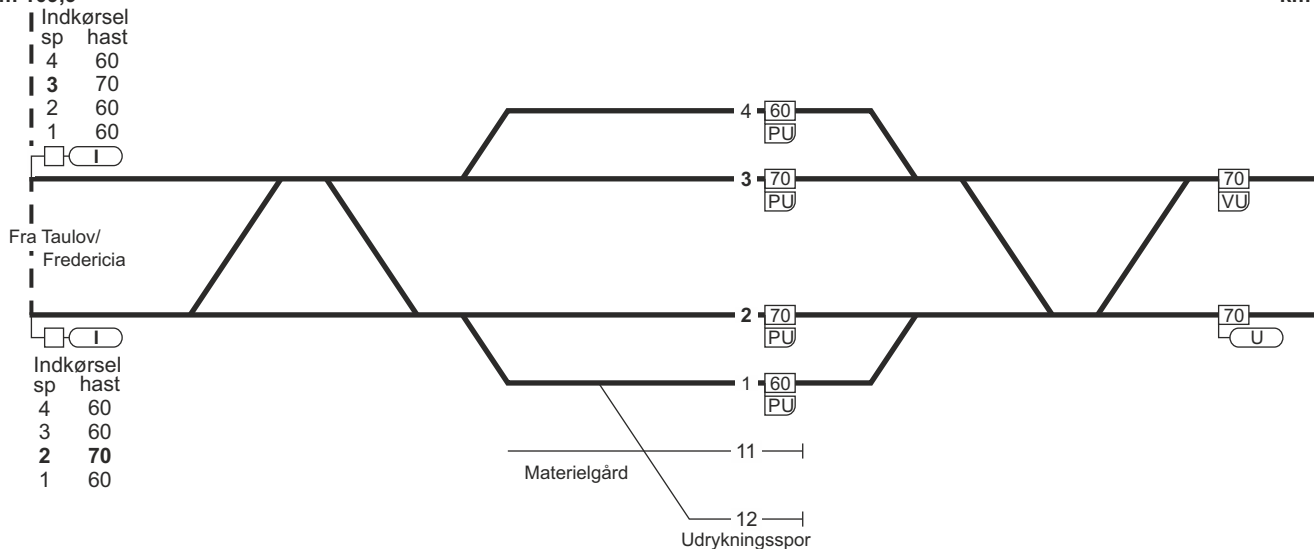 Indkørsel
sp hast
4 60
3 70
2 60
1 60
I
4 60
PU
3 70
PU
70
VU
Fra Taulov/
Fredericia
2 70
PU
70
U
I
1 60
PU
Indkørsel
sp hast
4 60
3 60
2 70
1 60
11
Materielgård
12
Udrykningsspor